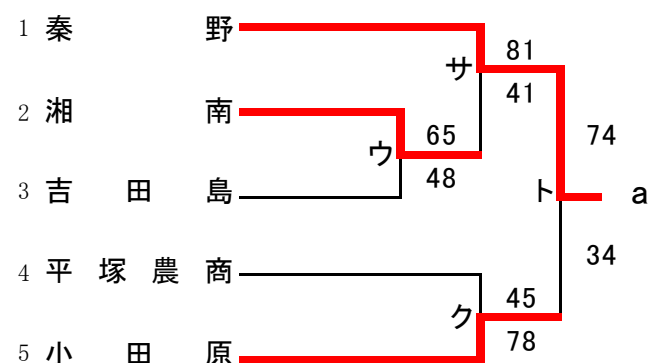 1 秦 野
81
サ
41
2 湘 南
65
ウ
48
74
3 吉 田 島
ト a
34
4 平 塚 農 商
45
ク
78
5 小 田 原